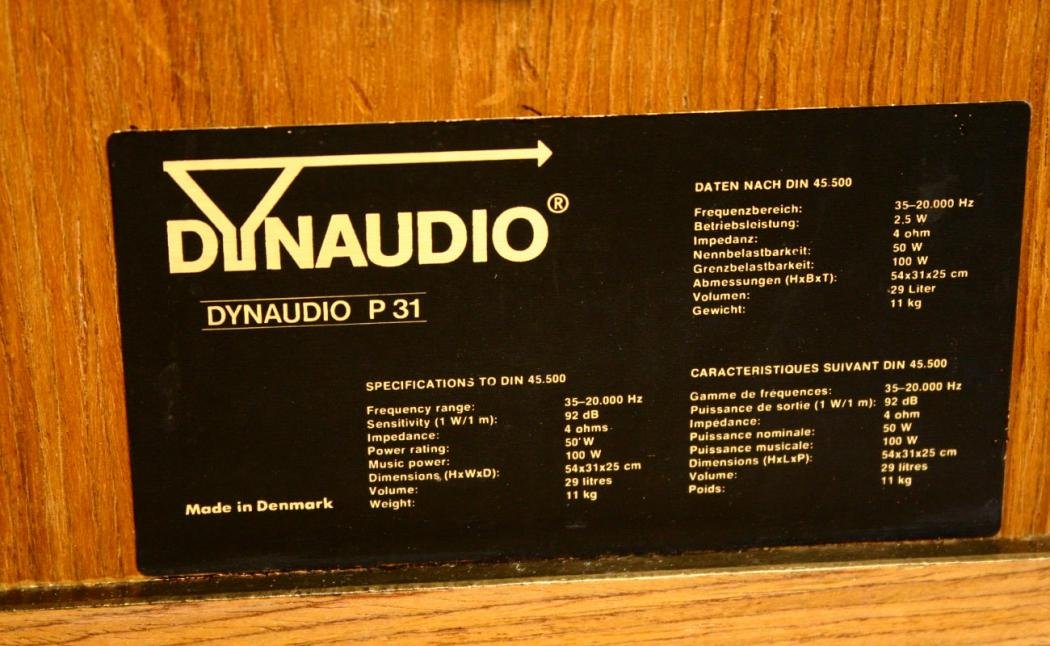 DYNAUDIO®
DYNAUDIO P 31
DATEN NACH DIN 45.500
Frequenzbereich: 35–20.000 Hz
Betriebsleistung: 2,5 W
Impedanz: 4 ohm
Nennbelastbarkeit: 50 W
Grenzbelastbarkeit: 100 W
Abmessungen (HxBxT): 54x31x25 cm
Volumen: 29 Liter
Gewicht: 11 kg
SPECIFICATIONS TO DIN 45.500
Frequency range: 35–20.000 Hz
Sensitivity (1 W/1 m): 92 dB
Impedance: 4 ohms
Power rating: 50 W
Music power: 100 W
Dimensions (HxWxD): 54x31x25 cm
Volume: 29 litres
Weight: 11 kg
CARACTERISTIQUES SUIVANT DIN 45.500
Gamme de fréquences: 35–20.000 Hz
Puissance de sortie (1 W/1 m): 92 dB
Impedance: 4 ohm
Puissance nominale: 50 W
Puissance musicale: 100 W
Dimensions (HxLxP): 54x31x25 cm
Volume: 29 litres
Poids: 11 kg
Made in Denmark